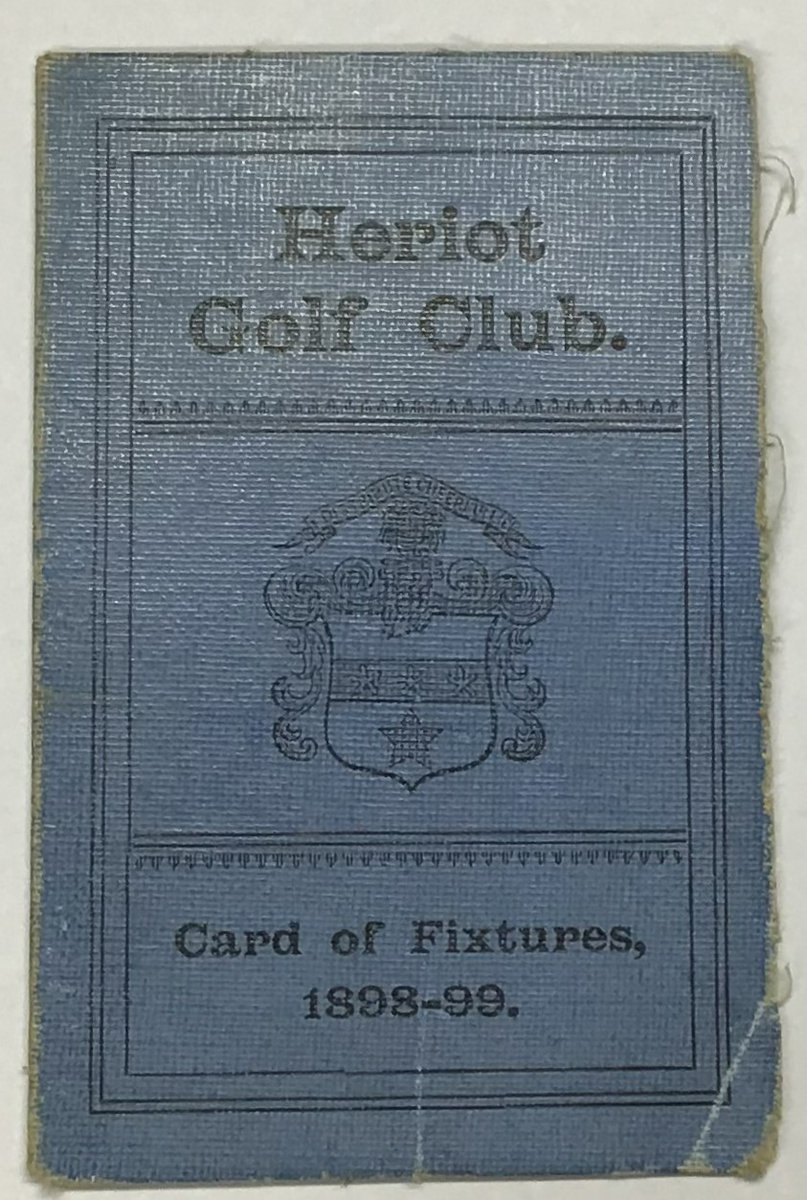 Heriot
Golf Club.
Card of Fixtures,
1898-99.